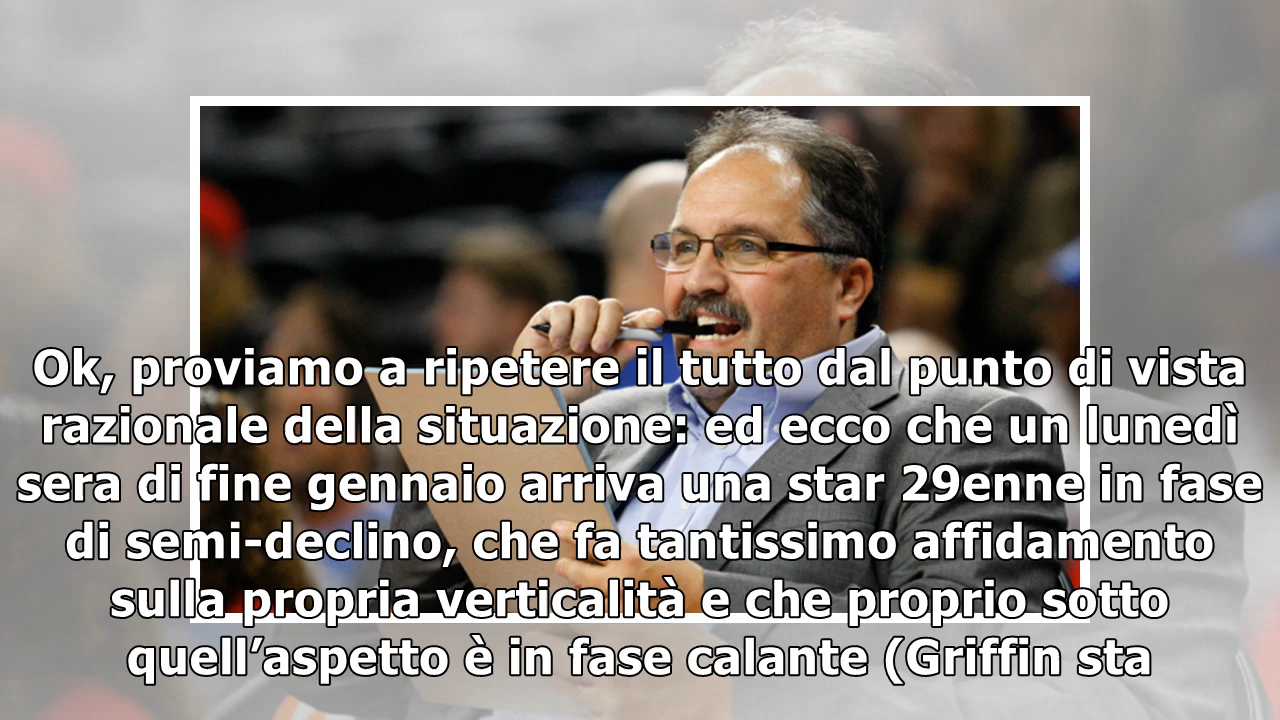 Ok, proviamo a ripetere il tutto dal punto di vista
razionale della situazione: ed ecco che un lunedì
sera di fine gennaio arriva una star 29enne in fase
di semi-declino, che fa tantissimo affidamento
sulla propria verticalità e che proprio sotto
quell’aspetto è in fase calante (Griffin sta